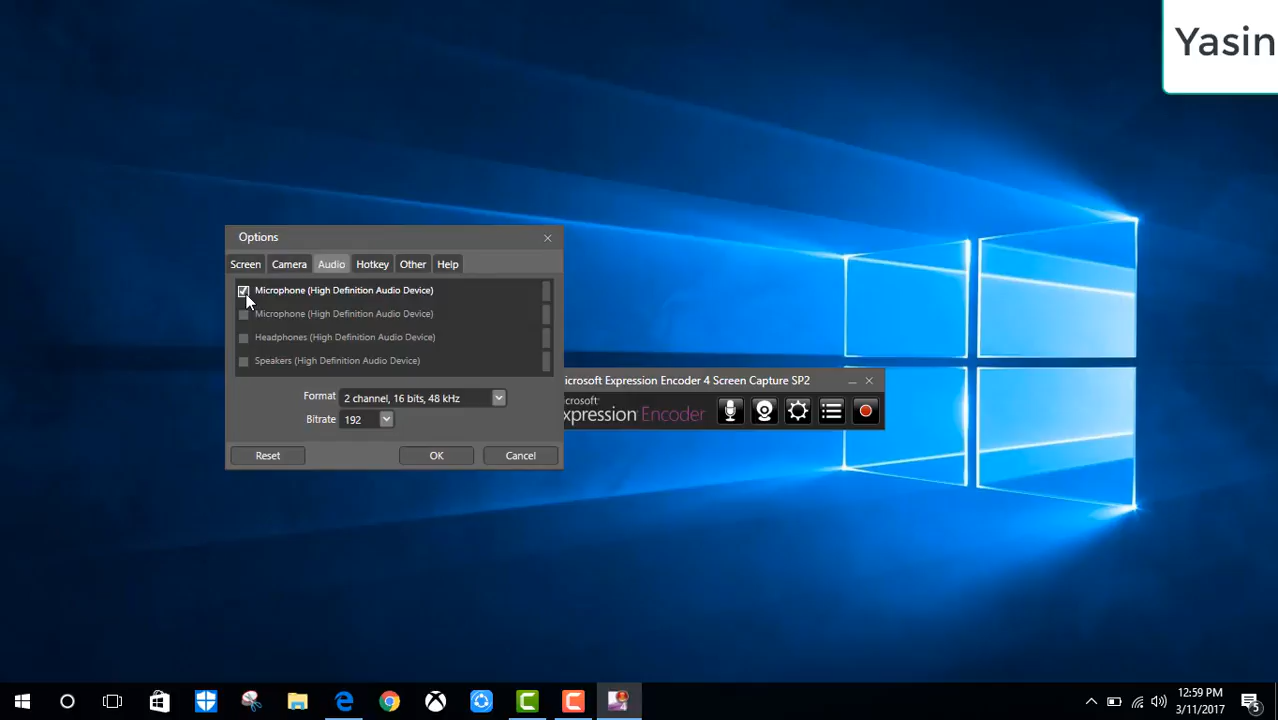 Yasin
Options
Screen Camera Audio Hotkey Other Help
Microphone (High Definition Audio Device)
Microphone (High Definition Audio Device)
Headphones (High Definition Audio Device)
Speakers (High Definition Audio Device)
Format 2 channel, 16 bits, 48 kHz
Bitrate 192
Reset OK Cancel
icrosoft Expression Encoder 4 Screen Capture SP2
icrosoft
xpression Encoder
12:59 PM
3/11/2017
5